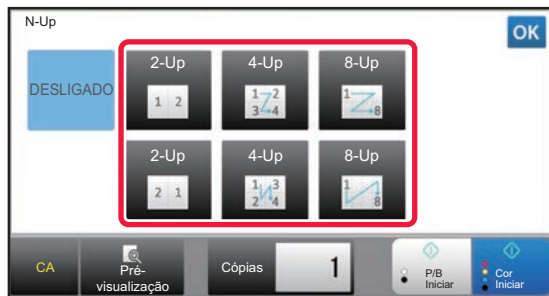 N-Up
OK
DESLIGADO
2-Up
4-Up
8-Up
1 2
1 2
3 4
1
8
2-Up
4-Up
8-Up
2 1
1 3
2 4
1
8
CA
Pré-
visualização
Cópias
1
P/B
Iniciar
Cor
Iniciar